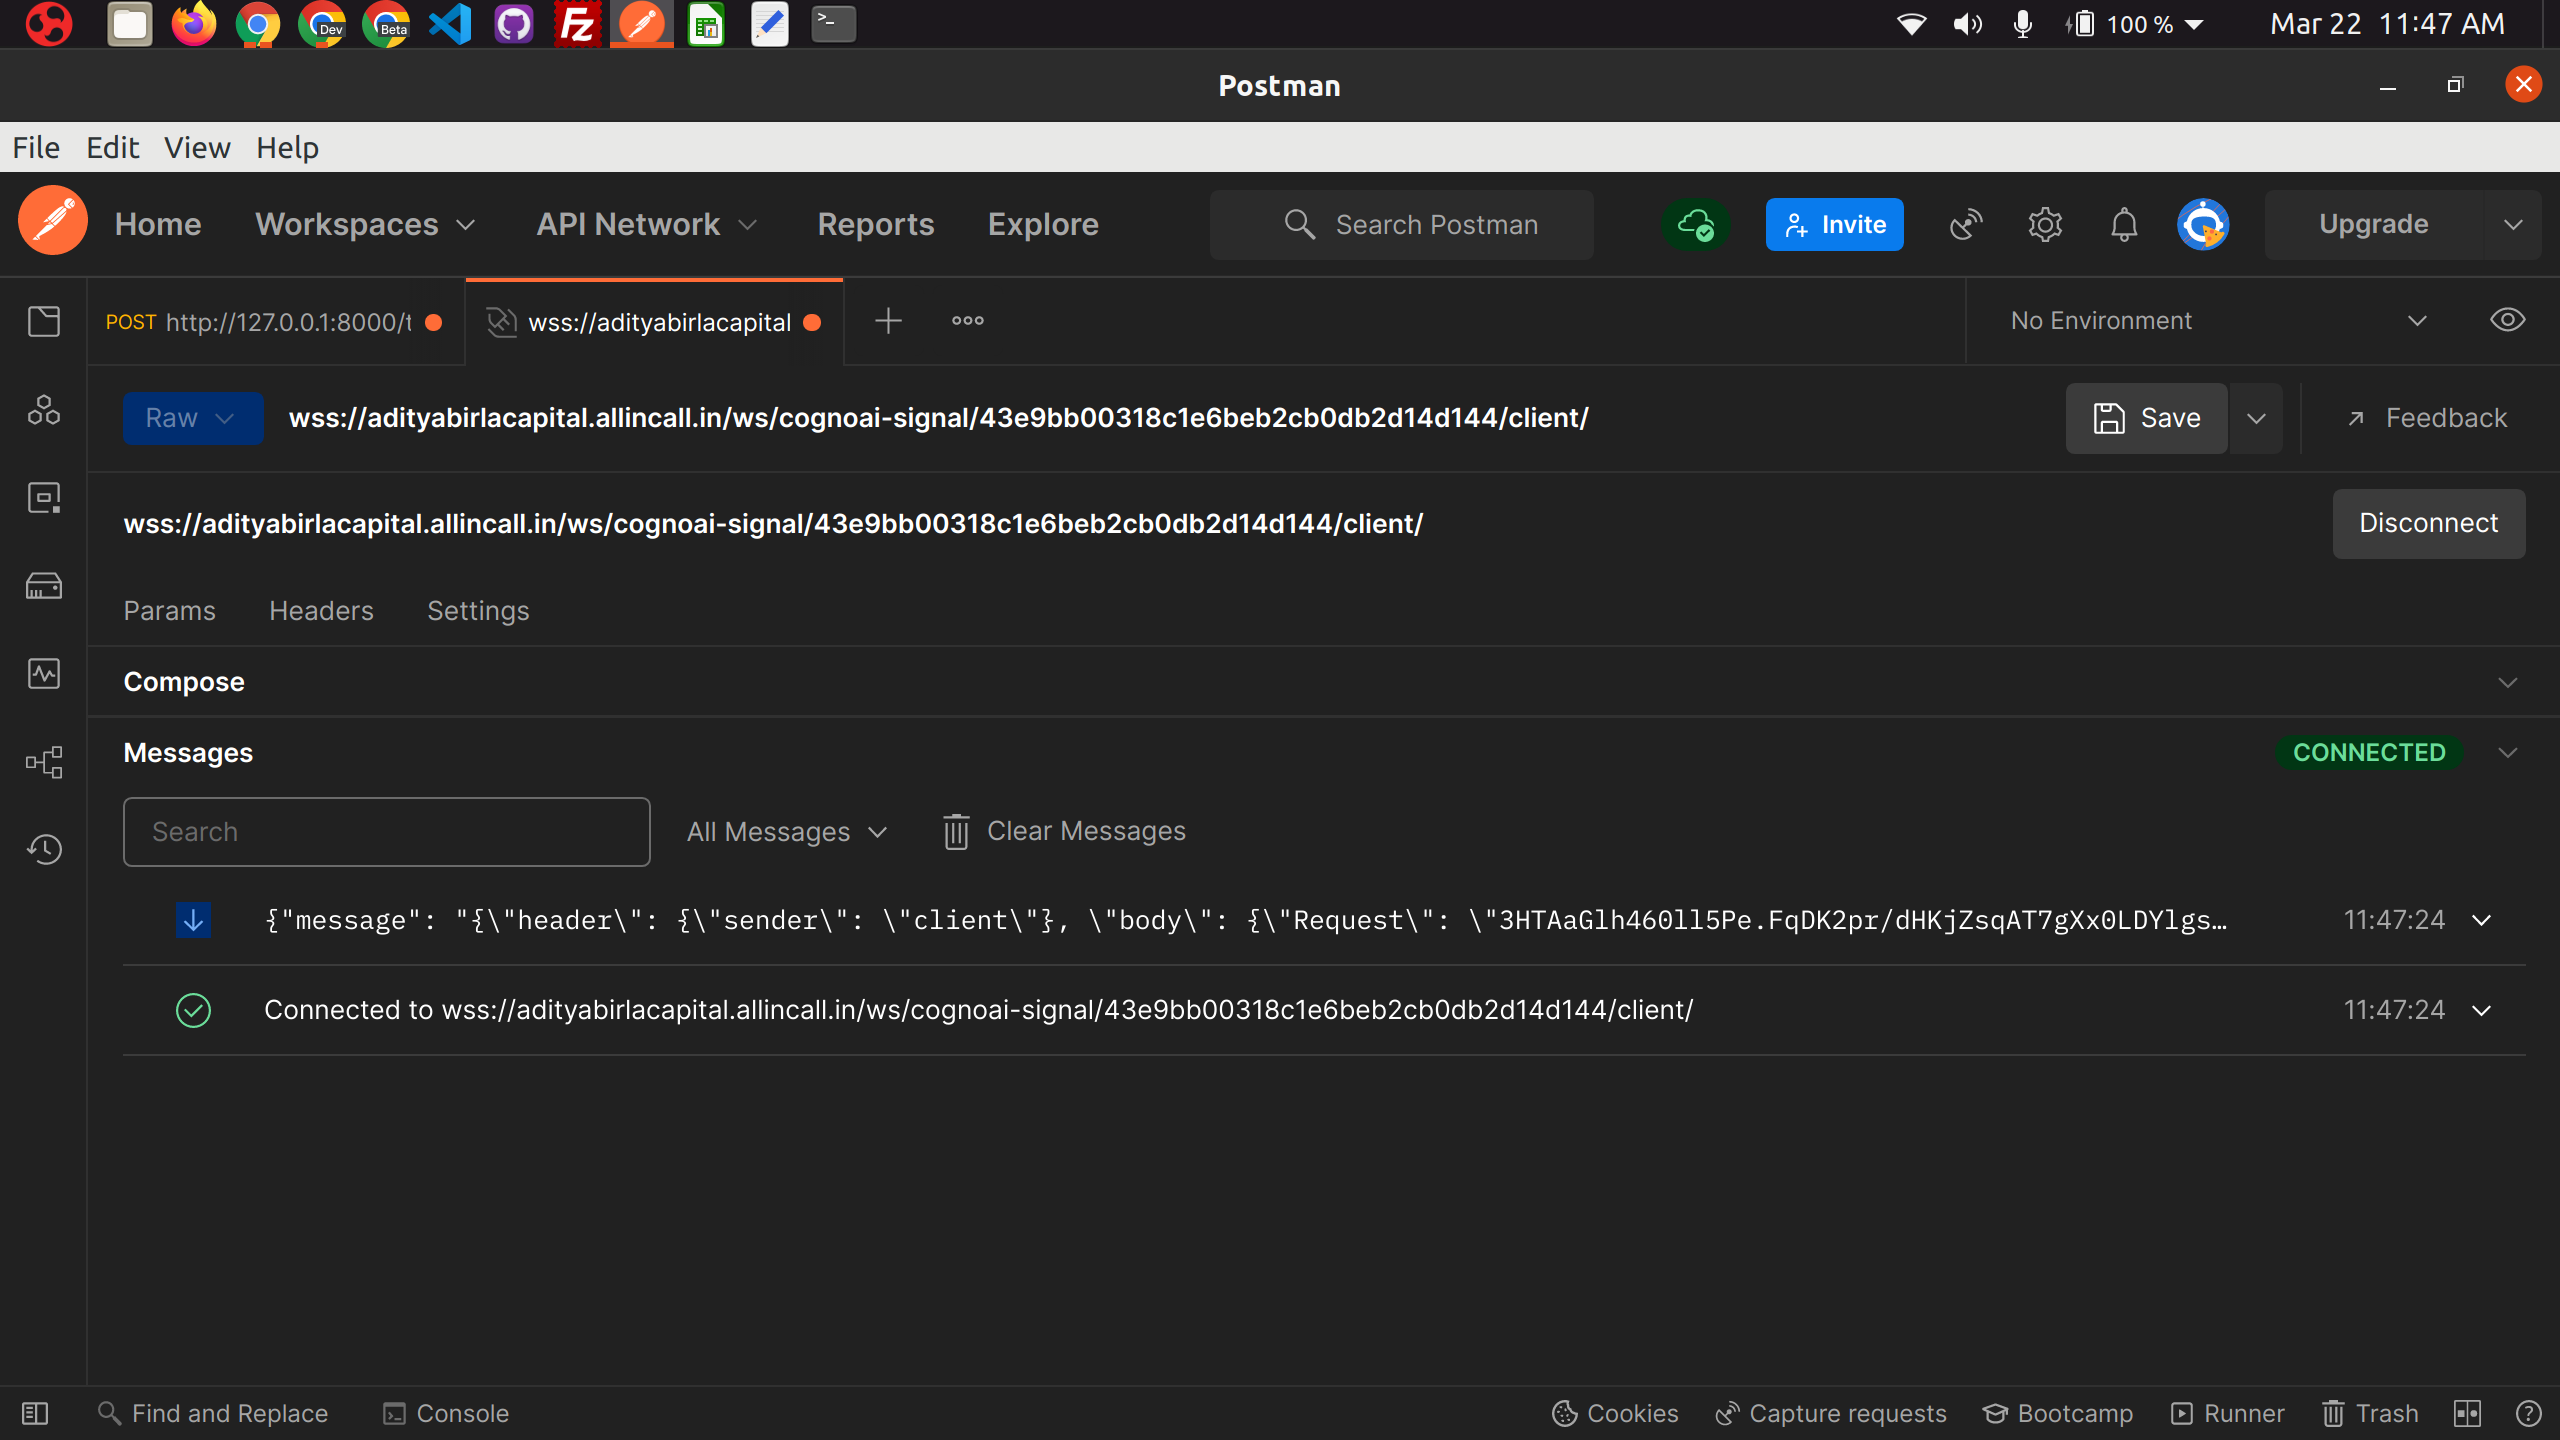 Dev Beta 100 % Mar 22 11:47 AM
Postman
File Edit View Help
Home Workspaces API Network Reports Explore Search Postman Invite Upgrade
POST http://127.0.0.1:8000/t wss://adityabirlacapital No Environment
Raw wss://adityabirlacapital.allincall.in/ws/cognoai-signal/43e9bb00318c1e6beb2cb0db2d14d144/client/ Save Feedback
wss://adityabirlacapital.allincall.in/ws/cognoai-signal/43e9bb00318c1e6beb2cb0db2d14d144/client/ Disconnect
Params Headers Settings
Compose
Messages CONNECTED
Search All Messages Clear Messages
{"message": "{\"header\": {\"sender\": \"client\"}, \"body\": {\"Request\": \"3HTAaGlh460ll5Pe.FqDK2pr/dHKjZsqAT7gXx0LDYlgs… 11:47:24
Connected to wss://adityabirlacapital.allincall.in/ws/cognoai-signal/43e9bb00318c1e6beb2cb0db2d14d144/client/ 11:47:24
Find and Replace Console Cookies Capture requests Bootcamp Runner Trash